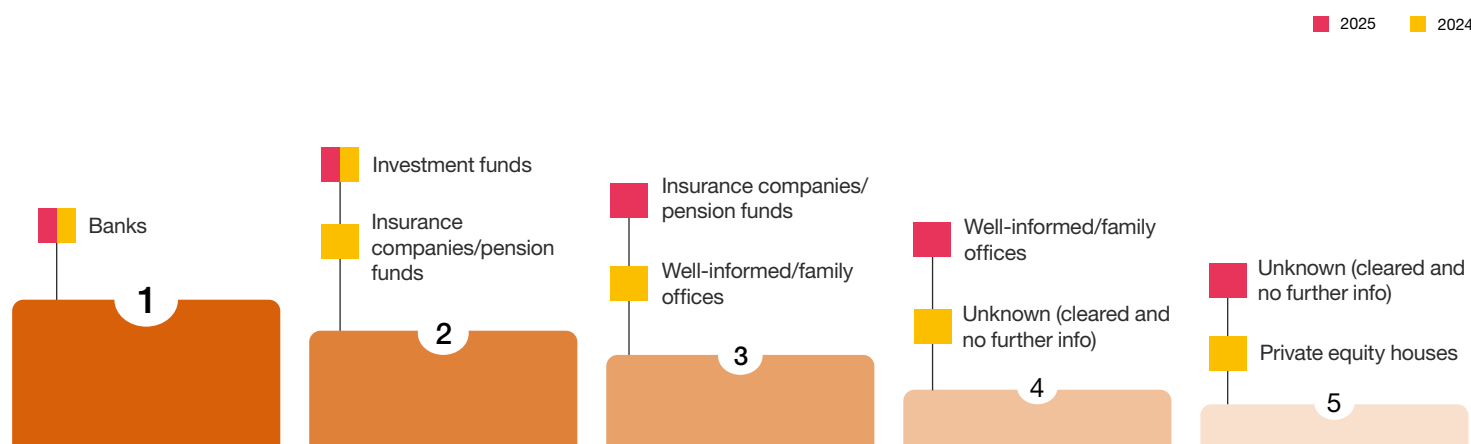 2025
2024
Banks
1
Investment funds
Insurance
companies/pension
funds
2
Insurance companies/
pension funds
Well-informed/family
offices
3
Well-informed/family
offices
Unknown (cleared and
no further info)
4
Unknown (cleared and
no further info)
Private equity houses
5